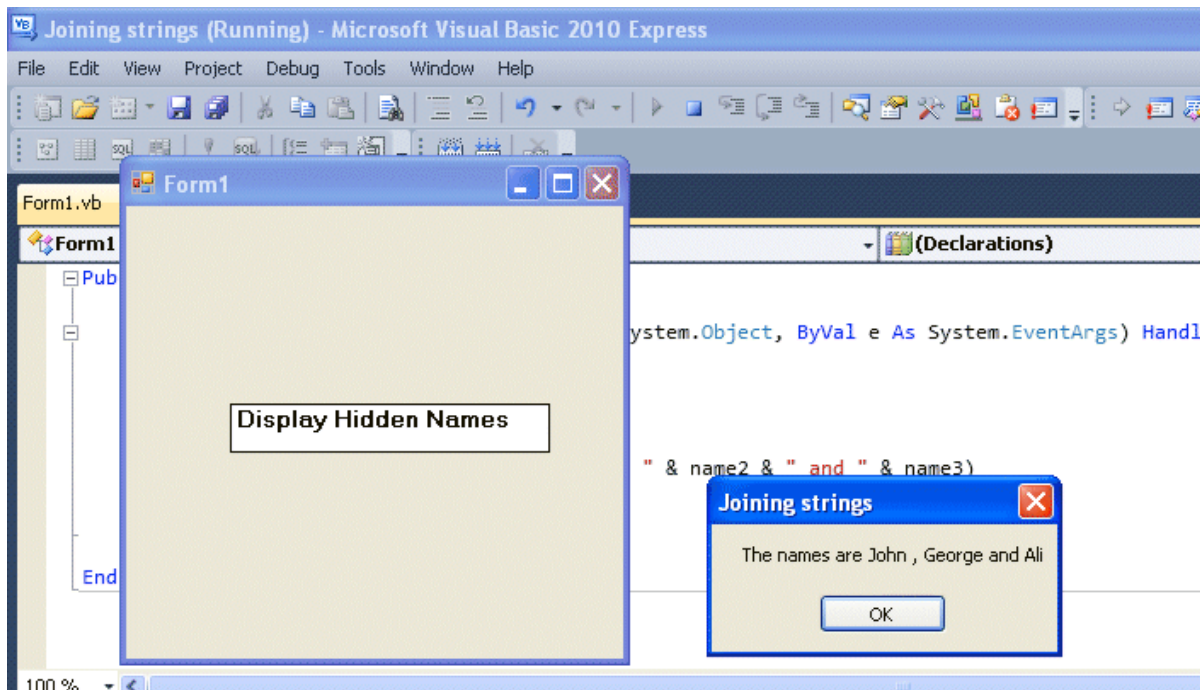 Joining strings (Running) - Microsoft Visual Basic 2010 Express
File Edit View Project Debug Tools Window Help
Form1
Form1.vb
Form1
(Declarations)
Pub
ystem.Object, ByVal e As System.EventArgs) Handl
Display Hidden Names
" & name2 & " and " & name3)
Joining strings
The names are John , George and Ali
OK
End
100 %